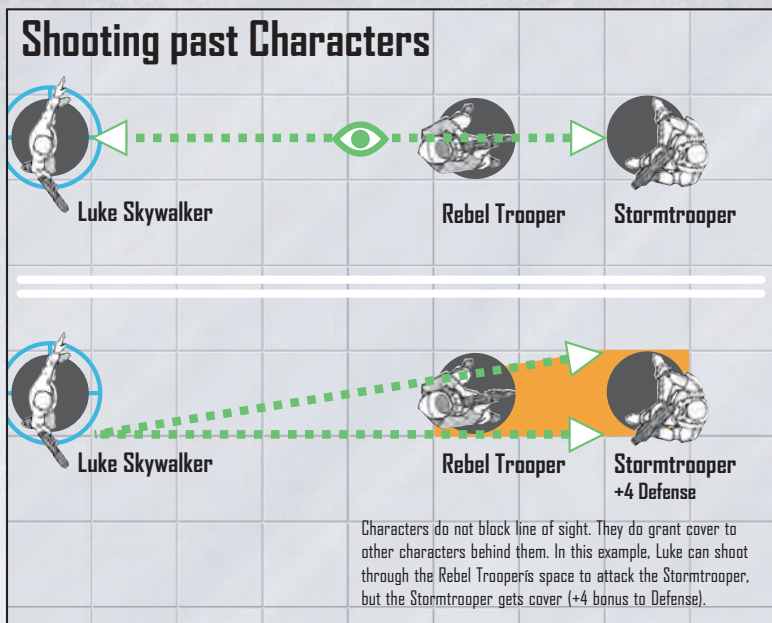 Shooting past Characters
Luke Skywalker
Rebel Trooper
Stormtrooper
Luke Skywalker
Rebel Trooper
Stormtrooper
+4 Defense
Characters do not block line of sight. They do grant cover to
other characters behind them. In this example, Luke can shoot
through the Rebel Trooperís space to attack the Stormtrooper,
but the Stormtrooper gets cover (+4 bonus to Defense).